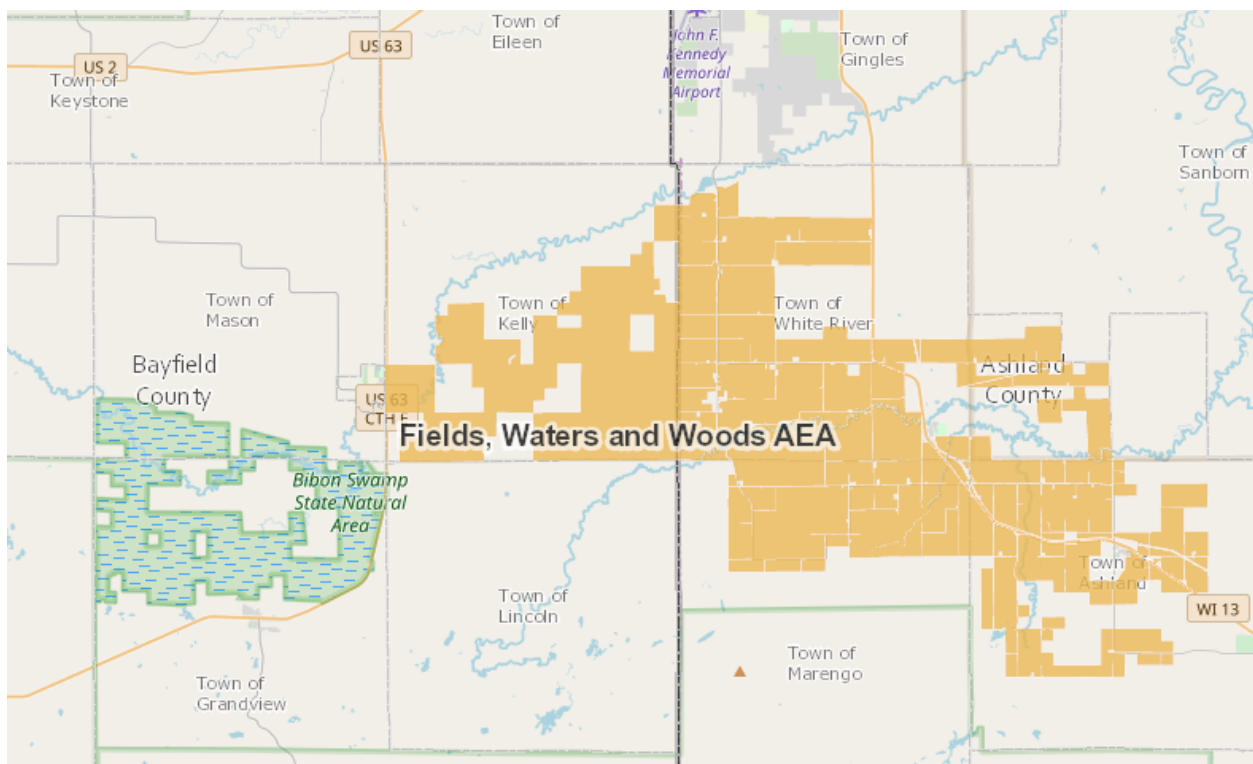 Town of
Eileen
US 63
John F.
Kennedy
Memorial
Airport
Town of
Gingles
US 2
Town of
Keystone
Town of
Sanborn
Town of
Mason
Town of
Kelly
Town of
White River
Bayfield
County
Ashland
County
US 63
CTH E
Fields, Waters and Woods AEA
Bibon Swamp
State Natural
Area
Town of
Ashland
Town of
Lincoln
WI 13
Town of
Marengo
Town of
Grandview